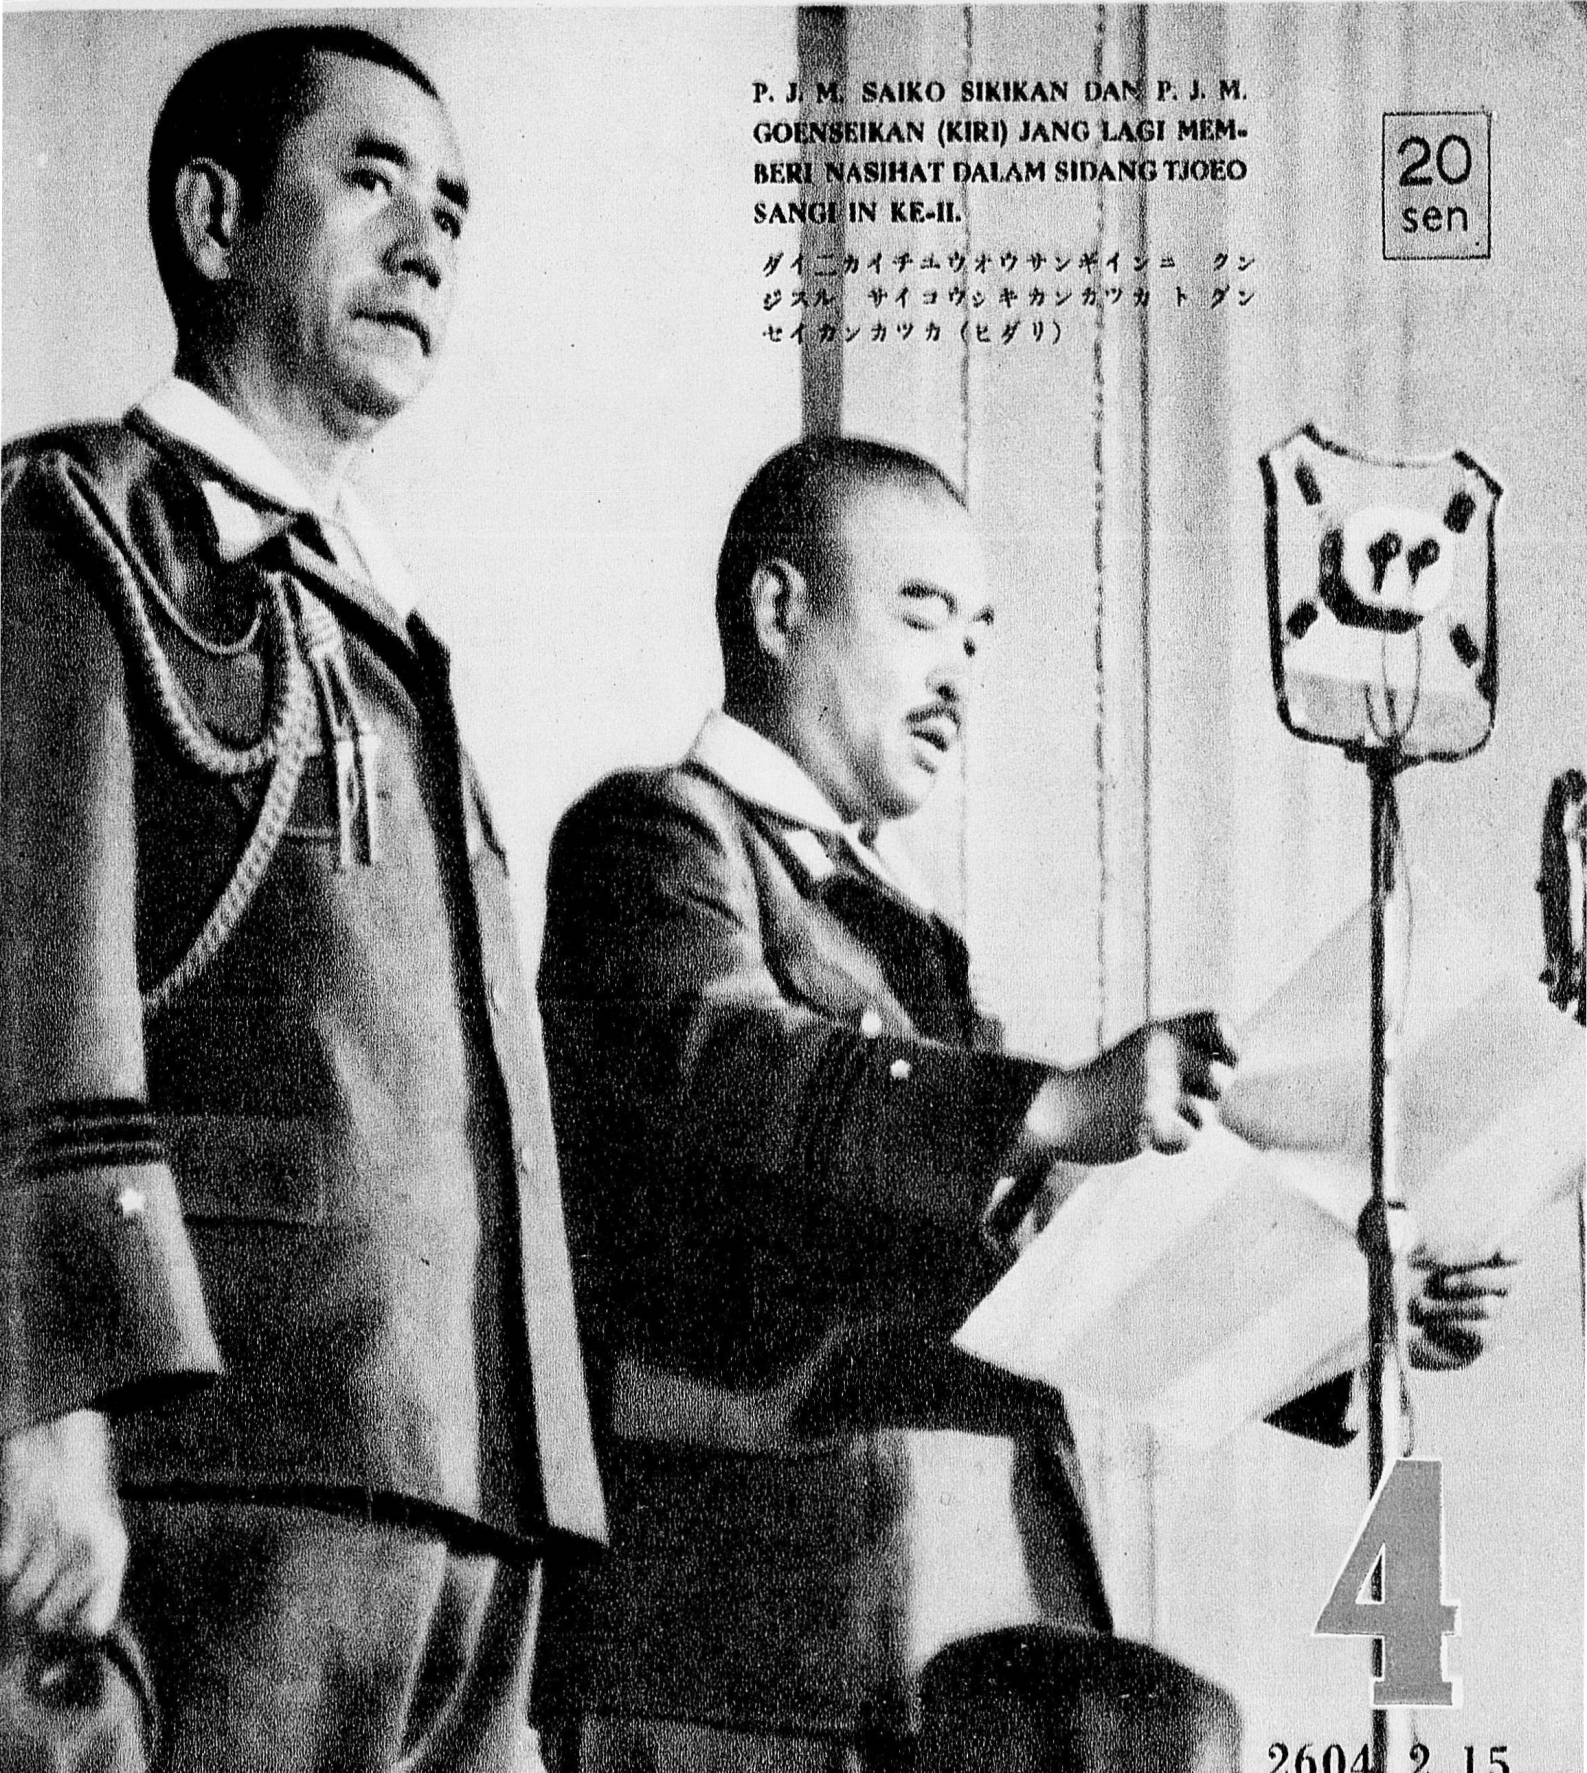 P. J. M. SAIKO SIKIKAN DAN P. J. M.
GOENSEIKAN (KIRI) JANG LAGI MEM-
BERI NASIHAT DALAM SIDANG TJOEO
SANGI IN KE-II.
ダイニカイチユウオウサンギインニ クン
ジスル サイコウシキカンカツカ ト グン
セイカンカツカ (ヒダリ)
20
sen
4
2604 2 15